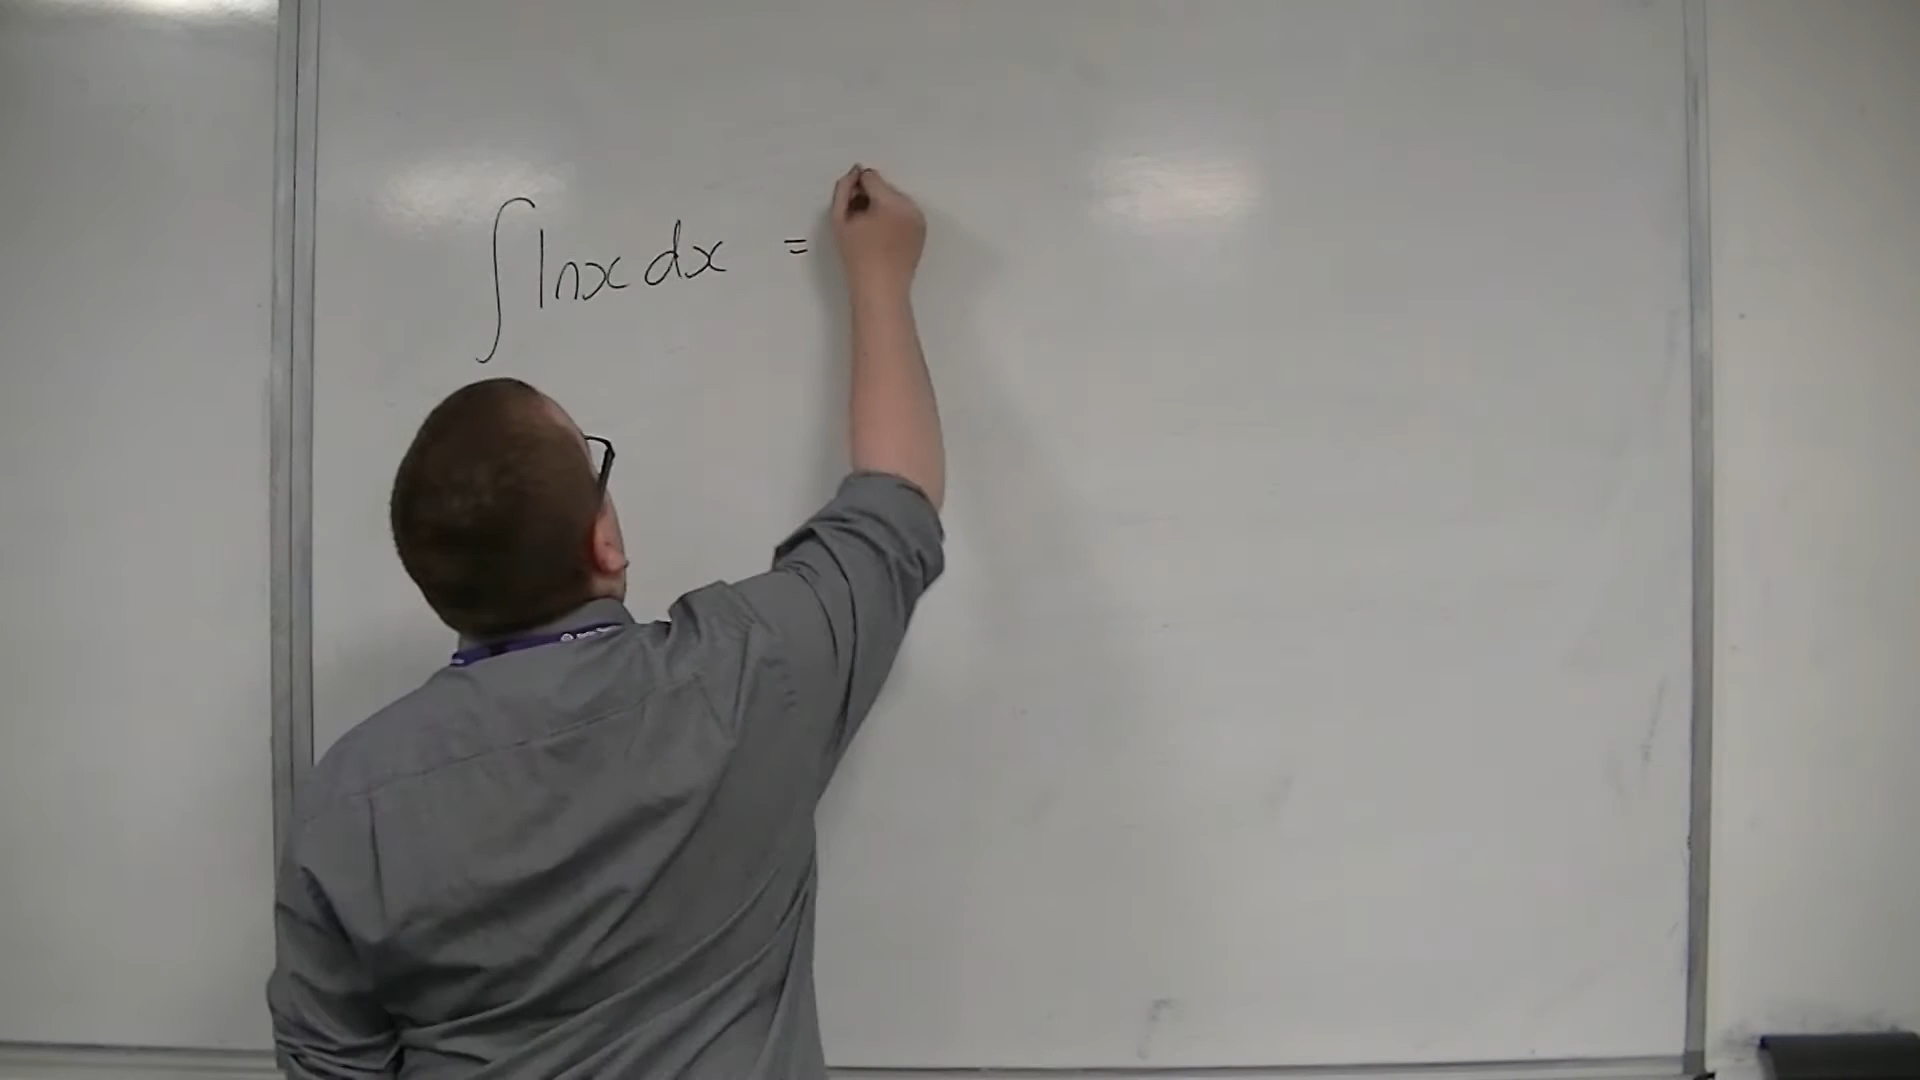 ∫ lnx dx =